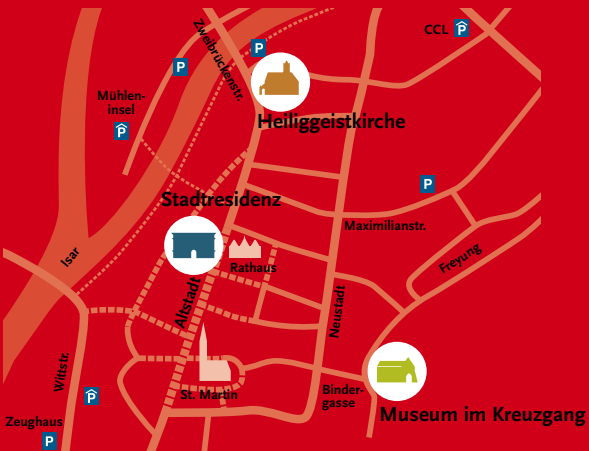 CCL P
Zweibrückenstr.
P
P
Mühlen-
insel
P
Heiliggeistkirche
P
Stadtresidenz
Maximilianstr.
Isar
Rathaus
Freyung
Altstadt
Neustadt
Wittstr.
P
St. Martin
Binder-
gasse
Museum im Kreuzgang
Zeughaus
P